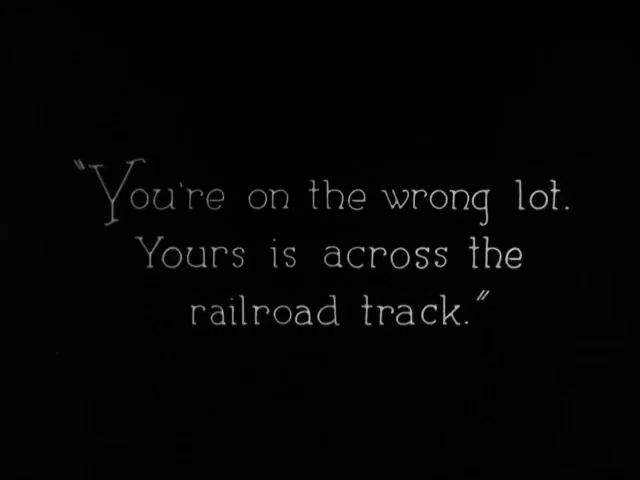 "You're on the wrong lot.
Yours is across the
railroad track."